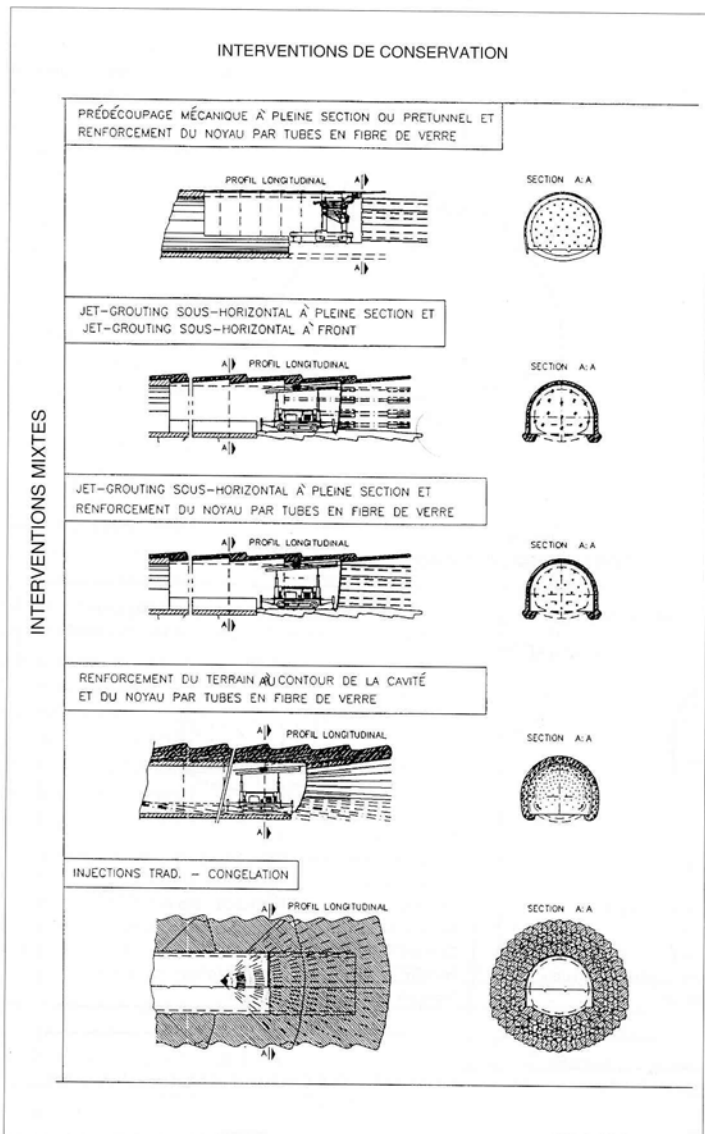 INTERVENTIONS DE CONSERVATION
INTERVENTIONS MIXTES
PRÉDÉCOUPAGE MÉCANIQUE À PLEINE SECTION OU PRETUNNEL ET
RENFORCEMENT DU NOYAU PAR TUBES EN FIBRE DE VERRE
PROFIL LONGITUDINAL
A
A
SECTION A:A
JET-GROUTING SOUS-HORIZONTAL À PLEINE SECTION ET
JET-GROUTING SOUS-HORIZONTAL À FRONT
A
PROFIL LONGITUDINAL
A
SECTION A:A
JET-GROUTING SOUS-HORIZONTAL À PLEINE SECTION ET
RENFORCEMENT DU NOYAU PAR TUBES EN FIBRE DE VERRE
A
PROFIL LONGITUDINAL
A
SECTION A:A
RENFORCEMENT DU TERRAIN AU CONTOUR DE LA CAVITÉ
ET DU NOYAU PAR TUBES EN FIBRE DE VERRE
A
PROFIL LONGITUDINAL
A
SECTION A:A
INJECTIONS TRAD. - CONGELATION
A
PROFIL LONGITUDINAL
A
SECTION A:A